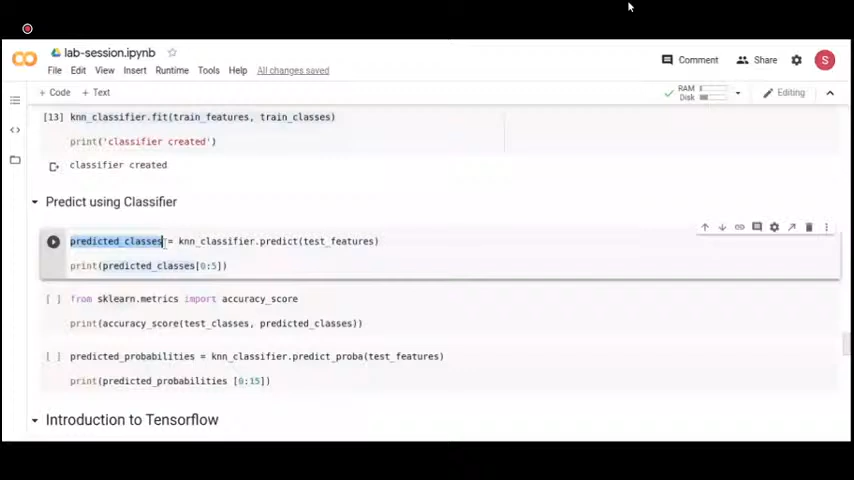 lab-session.ipynb
Comment
Share
S
File Edit View Insert Runtime Tools Help All changes saved
+ Code + Text
RAM
Disk
Editing
[13] knn_classifier.fit(train_features, train_classes)
print('classifier created')
classifier created
Predict using Classifier
predicted_classes = knn_classifier.predict(test_features)
print(predicted_classes[0:5])
[ ] from sklearn.metrics import accuracy_score
print(accuracy_score(test_classes, predicted_classes))
[ ] predicted_probabilities = knn_classifier.predict_proba(test_features)
print(predicted_probabilities [0:15])
Introduction to Tensorflow